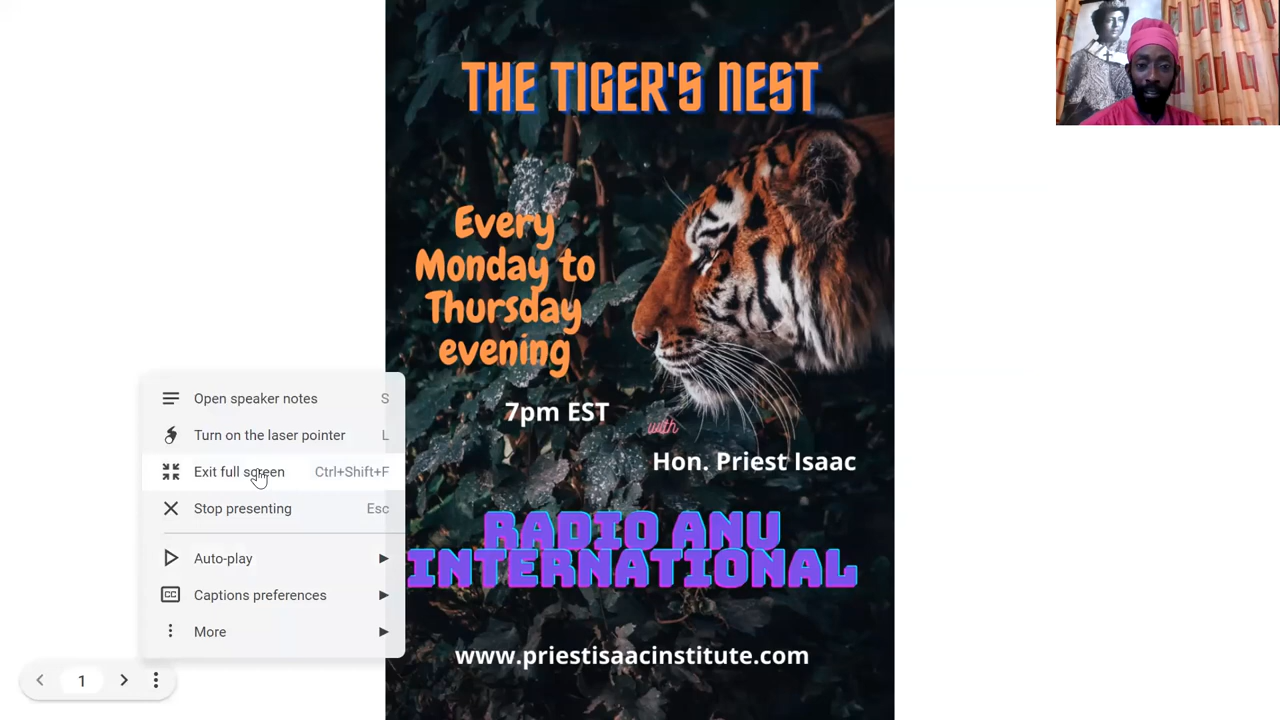 THE TIGER'S NEST
Every
Monday to
Thursday
evening
7pm EST
with
Hon. Priest Isaac
RADIO ANU
INTERNATIONAL
www.priestisaacinstitute.com
Open speaker notes S
Turn on the laser pointer L
Exit full screen Ctrl+Shift+F
Stop presenting Esc
Auto-play
CC Captions preferences
More
1